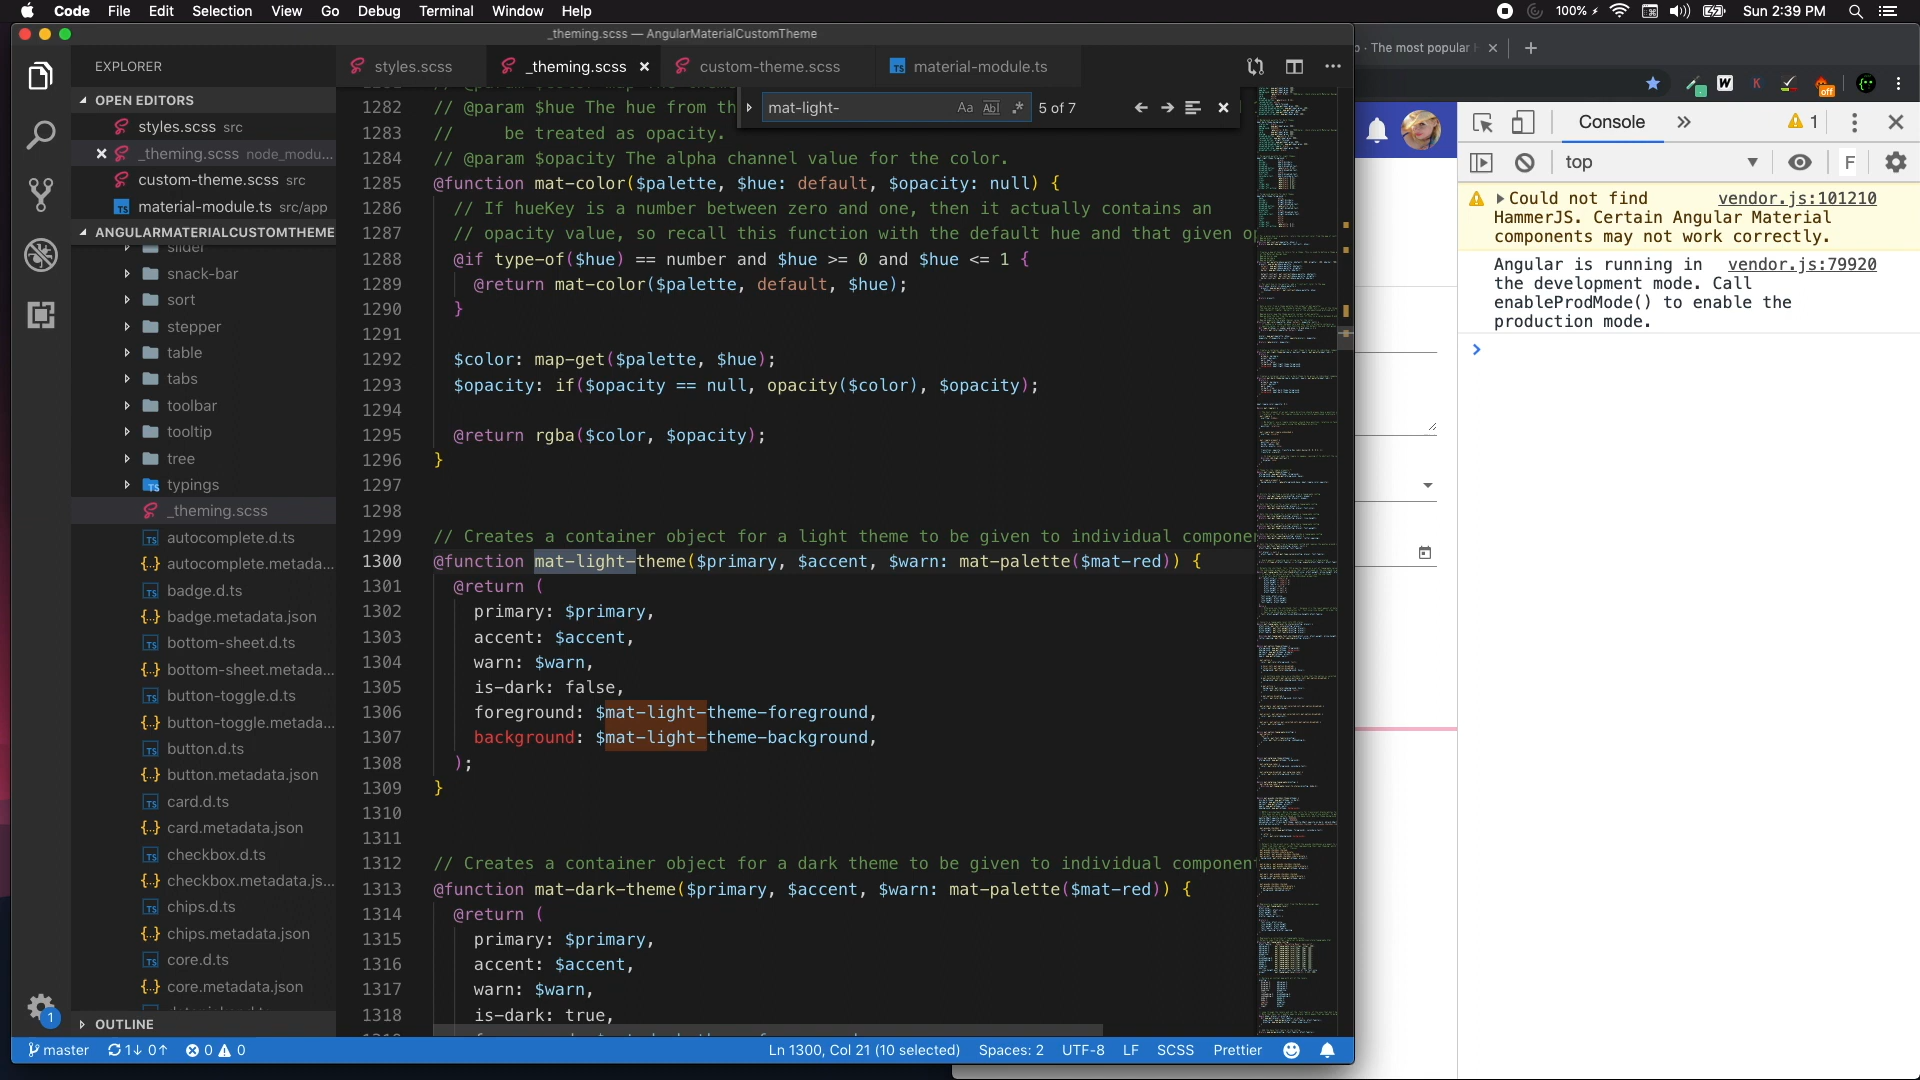 Code File Edit Selection View Go Debug Terminal Window Help
100% Sun 2:39 PM
_theming.scss — AngularMaterialCustomTheme
The most popular
EXPLORER
styles.scss
_theming.scss
custom-theme.scss
TS material-module.ts
W
K
off
OPEN EDITORS
styles.scss src
_theming.scss node_modu...
custom-theme.scss src
TS material-module.ts src/app
ANGULARMATERIALCUSTOMTHEME
slider
snack-bar
sort
stepper
table
tabs
toolbar
tooltip
tree
TS typings
_theming.scss
TS autocomplete.d.ts
{..} autocomplete.metada...
TS badge.d.ts
{..} badge.metadata.json
TS bottom-sheet.d.ts
{..} bottom-sheet.metada...
TS button-toggle.d.ts
{..} button-toggle.metada...
TS button.d.ts
{..} button.metadata.json
TS card.d.ts
{..} card.metadata.json
TS checkbox.d.ts
{..} checkbox.metadata.js...
TS chips.d.ts
{..} chips.metadata.json
TS core.d.ts
{..} core.metadata.json
OUTLINE
1
mat-light- Aa Abl .* 5 of 7
1282 // @param $hue The hue from th
1283 // be treated as opacity.
1284 // @param $opacity The alpha channel value for the color.
1285 @function mat-color($palette, $hue: default, $opacity: null) {
1286 // If hueKey is a number between zero and one, then it actually contains an
1287 // opacity value, so recall this function with the default hue and that given o
1288 @if type-of($hue) == number and $hue >= 0 and $hue <= 1 {
1289 @return mat-color($palette, default, $hue);
1290 }
1291
1292 $color: map-get($palette, $hue);
1293 $opacity: if($opacity == null, opacity($color), $opacity);
1294
1295 @return rgba($color, $opacity);
1296 }
1297
1298
1299 // Creates a container object for a light theme to be given to individual compone
1300 @function mat-light-theme($primary, $accent, $warn: mat-palette($mat-red)) {
1301 @return (
1302 primary: $primary,
1303 accent: $accent,
1304 warn: $warn,
1305 is-dark: false,
1306 foreground: $mat-light-theme-foreground,
1307 background: $mat-light-theme-background,
1308 );
1309 }
1310
1311
1312 // Creates a container object for a dark theme to be given to individual componen
1313 @function mat-dark-theme($primary, $accent, $warn: mat-palette($mat-red)) {
1314 @return (
1315 primary: $primary,
1316 accent: $accent,
1317 warn: $warn,
1318 is-dark: true,
Console 1
top F
Could not find vendor.js:101210
HammerJS. Certain Angular Material
components may not work correctly.
Angular is running in vendor.js:79920
the development mode. Call
enableProdMode() to enable the
production mode.
master 1↓ 0↑ 0 0
Ln 1300, Col 21 (10 selected) Spaces: 2 UTF-8 LF SCSS Prettier